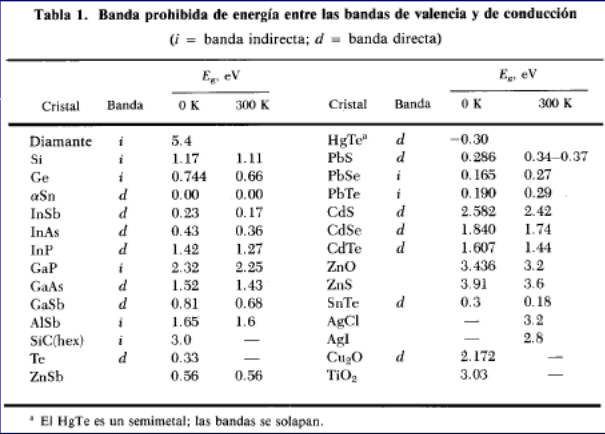 Tabla 1. Banda prohibida de energía entre las bandas de valencia y de conducción
(i = banda indirecta; d = banda directa)
Eg, eV Eg, eV
Cristal Banda 0 K 300 K Cristal Banda 0 K 300 K
Diamante i 5.4 HgTeª d −0.30
Si i 1.17 1.11 PbS d 0.286 0.34–0.37
Ge i 0.744 0.66 PbSe i 0.165 0.27
αSn d 0.00 0.00 PbTe i 0.190 0.29
InSb d 0.23 0.17 CdS d 2.582 2.42
InAs d 0.43 0.36 CdSe d 1.840 1.74
InP d 1.42 1.27 CdTe d 1.607 1.44
GaP i 2.32 2.25 ZnO 3.436 3.2
GaAs d 1.52 1.43 ZnS 3.91 3.6
GaSb d 0.81 0.68 SnTe d 0.3 0.18
AlSb i 1.65 1.6 AgCl — 3.2
SiC(hex) i 3.0 — AgI — 2.8
Te d 0.33 — Cu₂O d 2.172 —
ZnSb 0.56 0.56 TiO₂ 3.03 —
ª El HgTe es un semimetal; las bandas se solapan.